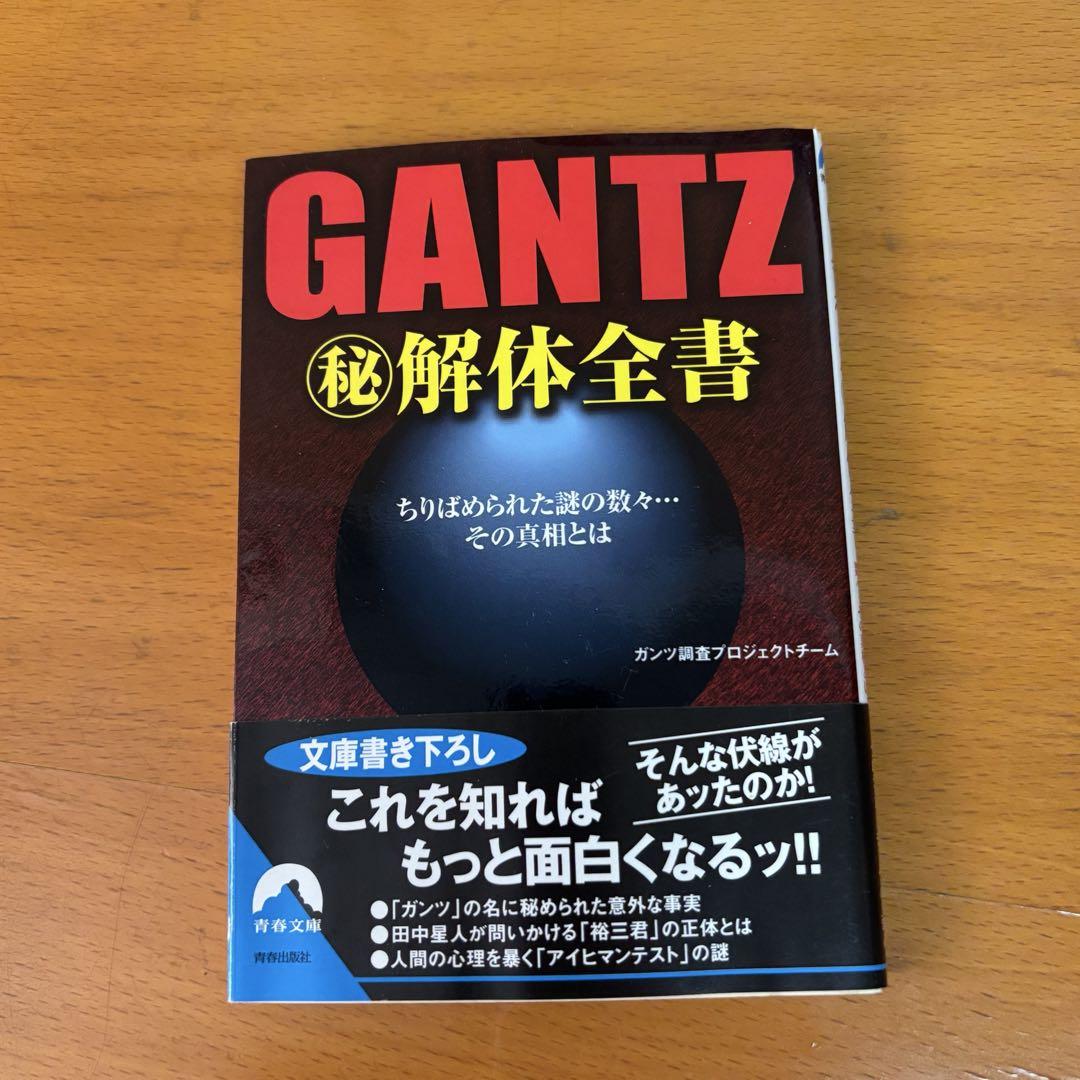 GANTZ
㊙解体全書
ちりばめられた謎の数々…
その真相とは
ガンツ調査プロジェクトチーム
文庫書き下ろし
そんな伏線が
あッたのか!
これを知れば
もっと面白くなるッ!!
●「ガンツ」の名に秘められた意外な事実
●田中星人が問いかける「裕三君」の正体とは
●人間の心理を暴く「アイヒマンテスト」の謎
青春文庫
青春出版社